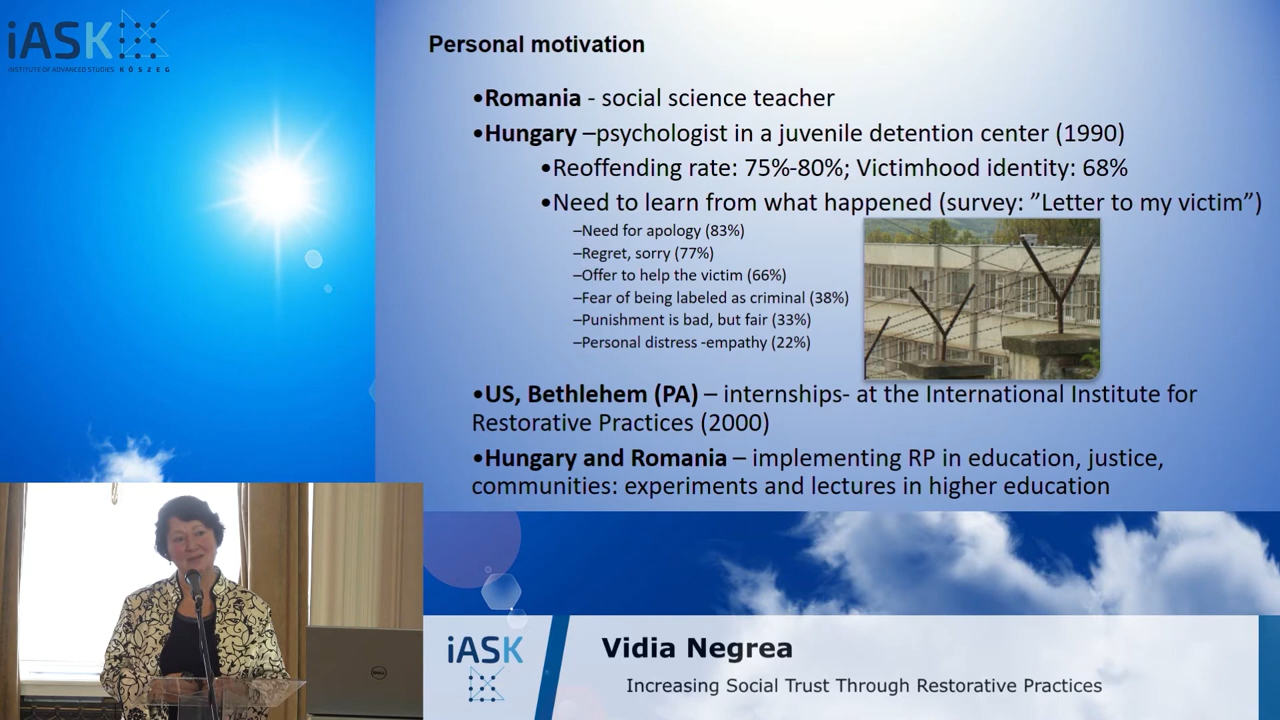 iASK
INSTITUTE OF ADVANCED STUDIES KŐSZEG
Personal motivation
•Romania - social science teacher
•Hungary –psychologist in a juvenile detention center (1990)
•Reoffending rate: 75%-80%; Victimhood identity: 68%
•Need to learn from what happened (survey: ”Letter to my victim”)
–Need for apology (83%)
–Regret, sorry (77%)
–Offer to help the victim (66%)
–Fear of being labeled as criminal (38%)
–Punishment is bad, but fair (33%)
–Personal distress -empathy (22%)
•US, Bethlehem (PA) – internships- at the International Institute for
Restorative Practices (2000)
•Hungary and Romania – implementing RP in education, justice,
communities: experiments and lectures in higher education
DELL
iASK
Vidia Negrea
Increasing Social Trust Through Restorative Practices